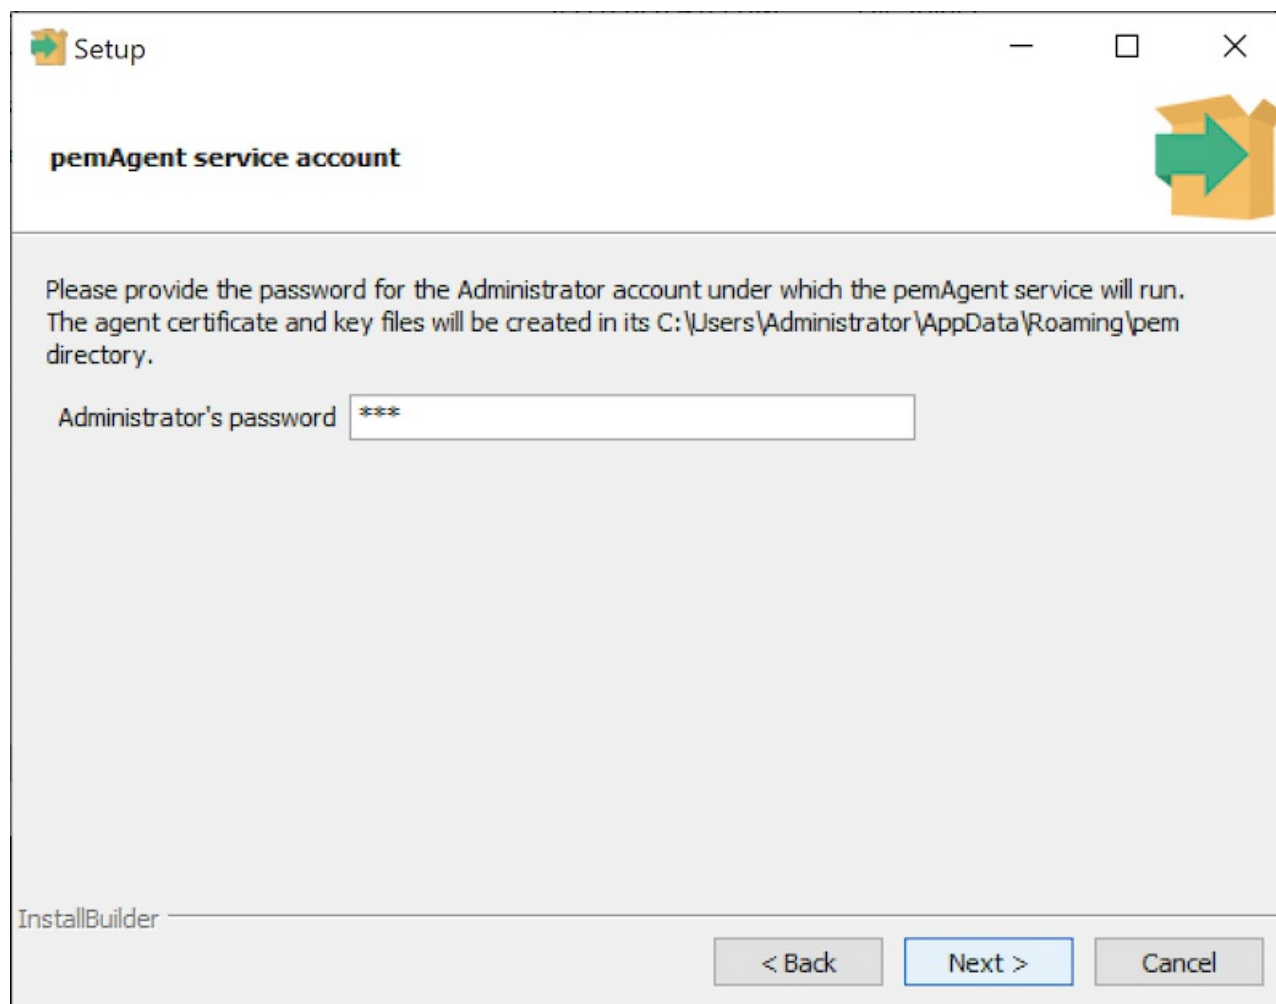 Setup
pemAgent service account
Please provide the password for the Administrator account under which the pemAgent service will run.
The agent certificate and key files will be created in its C:\Users\Administrator\AppData\Roaming\pem
directory.
Administrator's password ***
InstallBuilder
< Back Next > Cancel